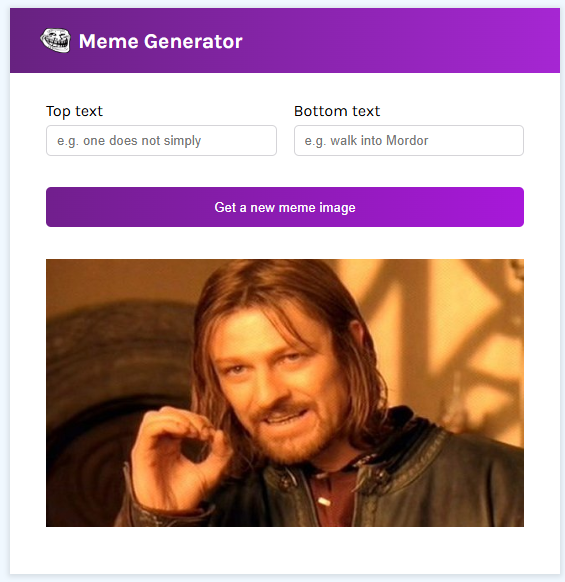 Meme Generator
Top text
Bottom text
e.g. one does not simply
e.g. walk into Mordor
Get a new meme image